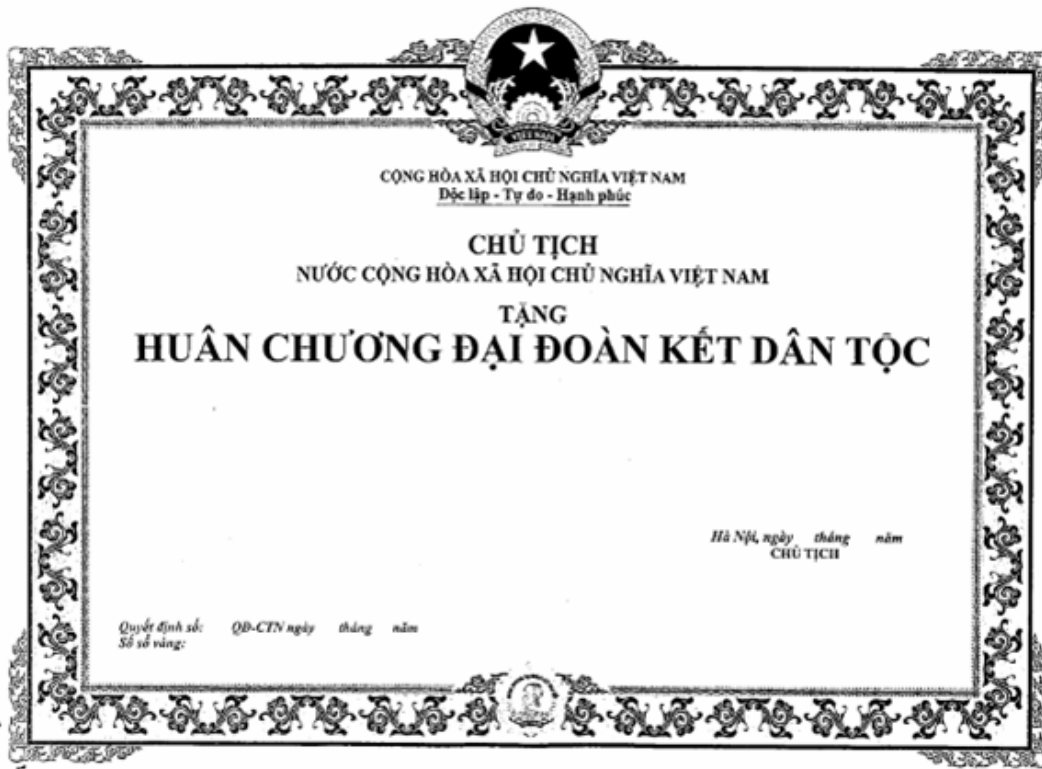 VIỆT NAM
CỘNG HÒA XÃ HỘI CHỦ NGHĨA VIỆT NAM
Độc lập - Tự do - Hạnh phúc
CHỦ TỊCH
NƯỚC CỘNG HÒA XÃ HỘI CHỦ NGHĨA VIỆT NAM
TẶNG
HUÂN CHƯƠNG ĐẠI ĐOÀN KẾT DÂN TỘC
Hà Nội, ngày tháng năm
CHỦ TỊCH
Quyết định số: QĐ-CTN ngày tháng năm
Số sổ vàng: